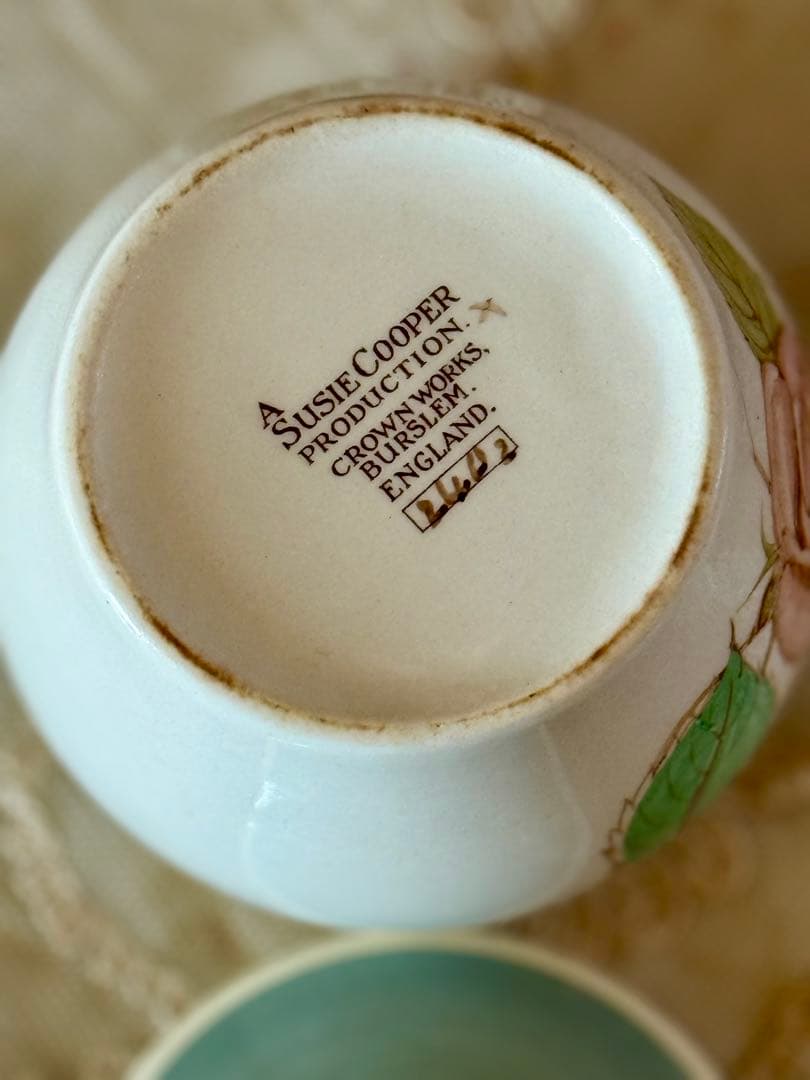 A
SUSIE COOPER
PRODUCTION.
CROWN WORKS,
BURSLEM.
ENGLAND.